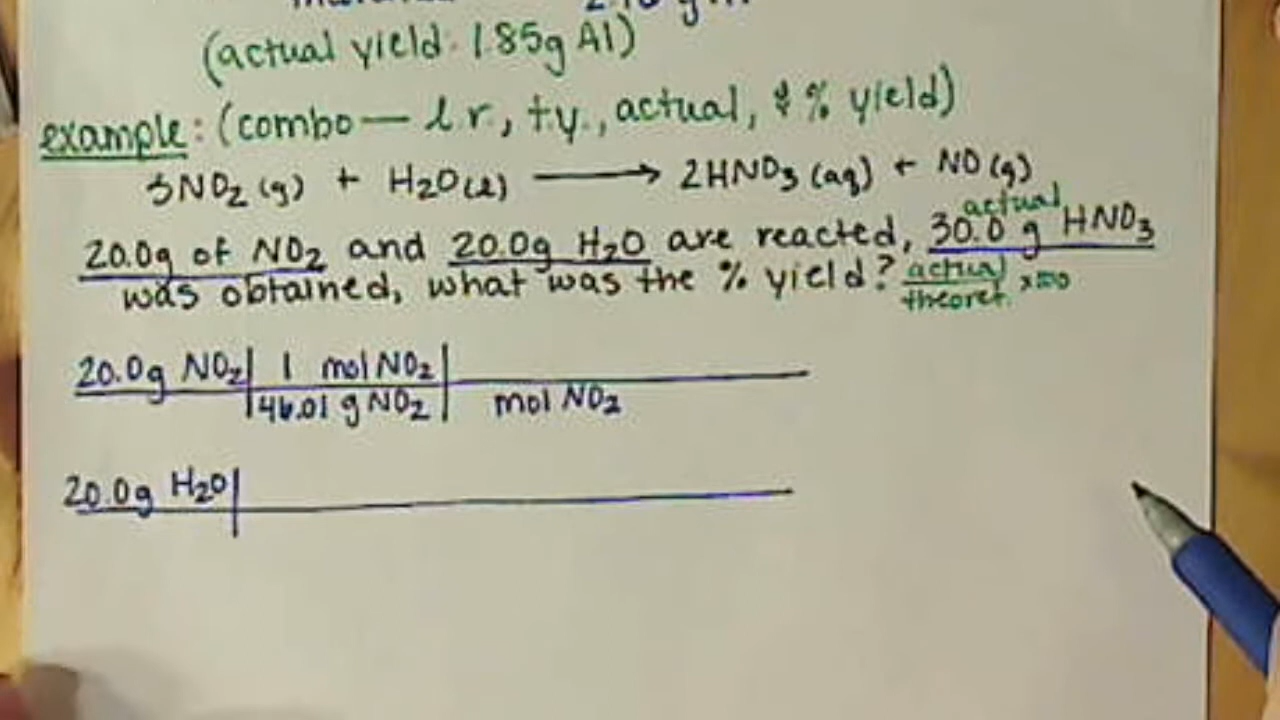 (actual yield: 1.85g Al)
example: (combo — l.r., t.y., actual, & % yield)
3NO₂ (g) + H₂O (l) → 2HNO₃ (aq) + NO (g)
actual
20.0g of NO₂ and 20.0g H₂O are reacted, 30.0 g HNO₃
was obtained, what was the % yield? actual
theoret. ×100
20.0g NO₂ | 1 mol NO₂ |
46.01 g NO₂ | mol NO₂
20.0g H₂O |